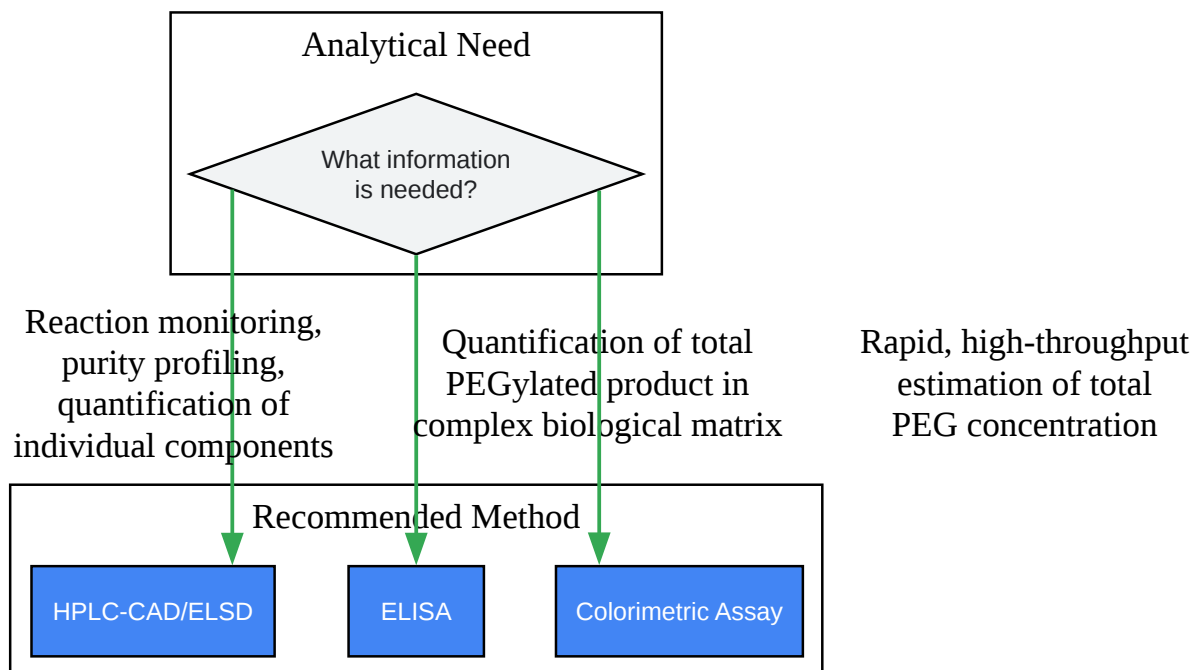 Analytical Need
What information
is needed?
Reaction monitoring,
purity profiling,
quantification of
individual components
Quantification of total
PEGylated product in
complex biological matrix
Rapid, high-throughput
estimation of total
PEG concentration
Recommended Method
HPLC-CAD/ELSD
ELISA
Colorimetric Assay